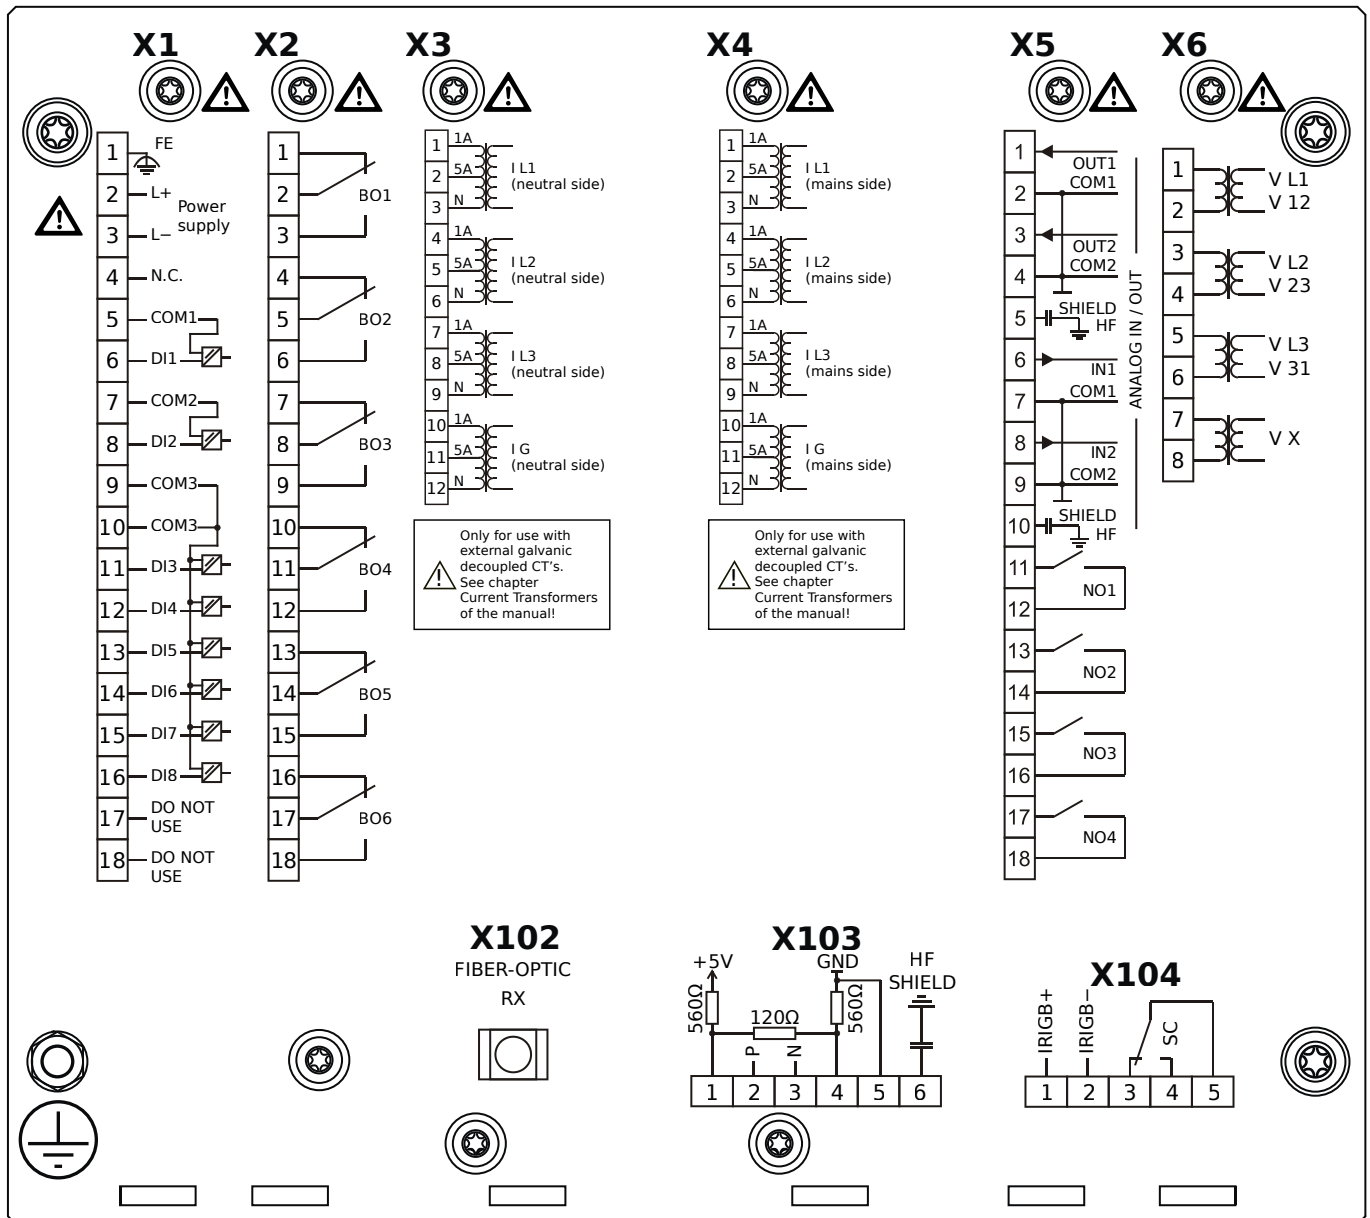 X1
X2
X3
X4
X5
X6
1 FE
2 L+
Power
supply
3 L−
4 N.C.
5 COM1
6 DI1
7 COM2
8 DI2
9 COM3
10 COM3
11 DI3
12 DI4
13 DI5
14 DI6
15 DI7
16 DI8
17 DO NOT
USE
18 DO NOT
USE
1
2 BO1
3
4
5 BO2
6
7
8 BO3
9
10
11 BO4
12
13
14 BO5
15
16
17 BO6
18
1 1A
I L1
2 5A
(neutral side)
3 N
4 1A
I L2
5 5A
(neutral side)
6 N
7 1A
I L3
8 5A
(neutral side)
9 N
10 1A
I G
11 5A
(neutral side)
12 N
Only for use with
external galvanic
decoupled CT’s.
See chapter
Current Transformers
of the manual!
1 1A
I L1
2 5A
(mains side)
3 N
4 1A
I L2
5 5A
(mains side)
6 N
7 1A
I L3
8 5A
(mains side)
9 N
10 1A
I G
11 5A
(mains side)
12 N
Only for use with
external galvanic
decoupled CT’s.
See chapter
Current Transformers
of the manual!
1 OUT1
2 COM1
3 OUT2
4 COM2
5 SHIELD
HF
6 IN1
7 COM1
8 IN2
9 COM2
10 SHIELD
HF
ANALOG IN / OUT
11
NO1
12
13
NO2
14
15
NO3
16
17
NO4
18
1 V L1
2 V 12
3 V L2
4 V 23
5 V L3
6 V 31
7
V X
8
X102
FIBER-OPTIC
RX
X103
+5V
GND
HF
SHIELD
560Ω
120Ω
560Ω
P
N
1 2 3 4 5 6
X104
IRIGB+
IRIGB−
SC
1 2 3 4 5